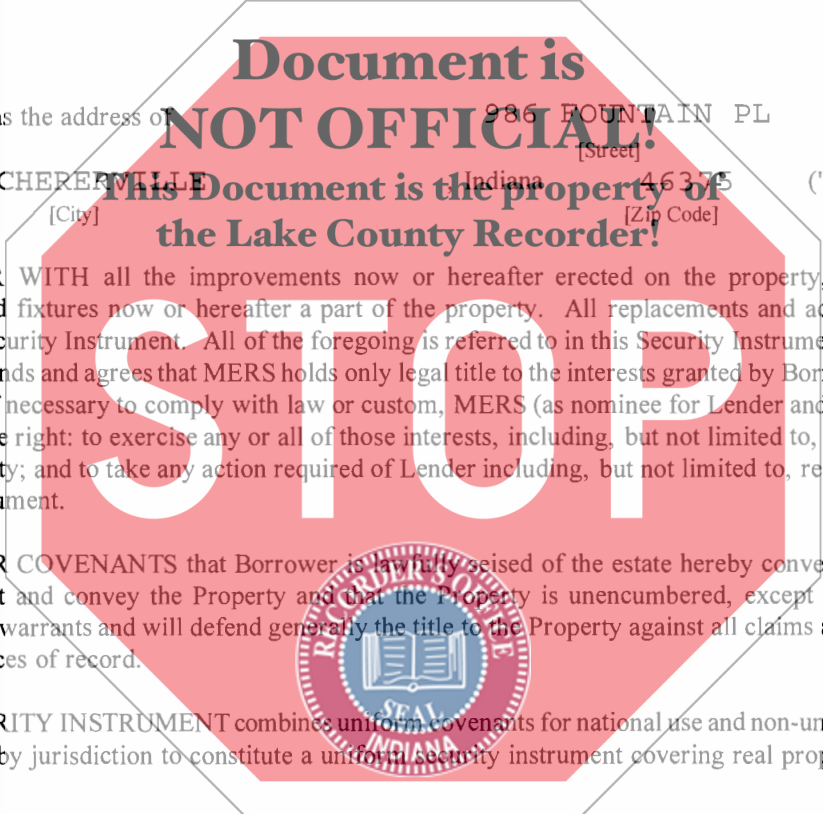 Document is
s the address of 986 FOUNTAIN PL
NOT OFFICIAL!
[Street]
CHERERVILLE , Indiana 46375 ("
This Document is the property of
[City] [Zip Code]
the Lake County Recorder!
R WITH all the improvements now or hereafter erected on the property,
d fixtures now or hereafter a part of the property. All replacements and ad
curity Instrument. All of the foregoing is referred to in this Security Instrume
nds and agrees that MERS holds only legal title to the interests granted by Bor
necessary to comply with law or custom, MERS (as nominee for Lender and
e right: to exercise any or all of those interests, including, but not limited to,
ty; and to take any action required of Lender including, but not limited to, re
ument.
STOP
R COVENANTS that Borrower is lawfully seised of the estate hereby conve
t and convey the Property and that the Property is unencumbered, except
warrants and will defend generally the title to the Property against all claims a
ces of record.
RECORDER'S OFFICE
SEAL
INDIANA
RITY INSTRUMENT combines uniform covenants for national use and non-un
by jurisdiction to constitute a uniform security instrument covering real prop